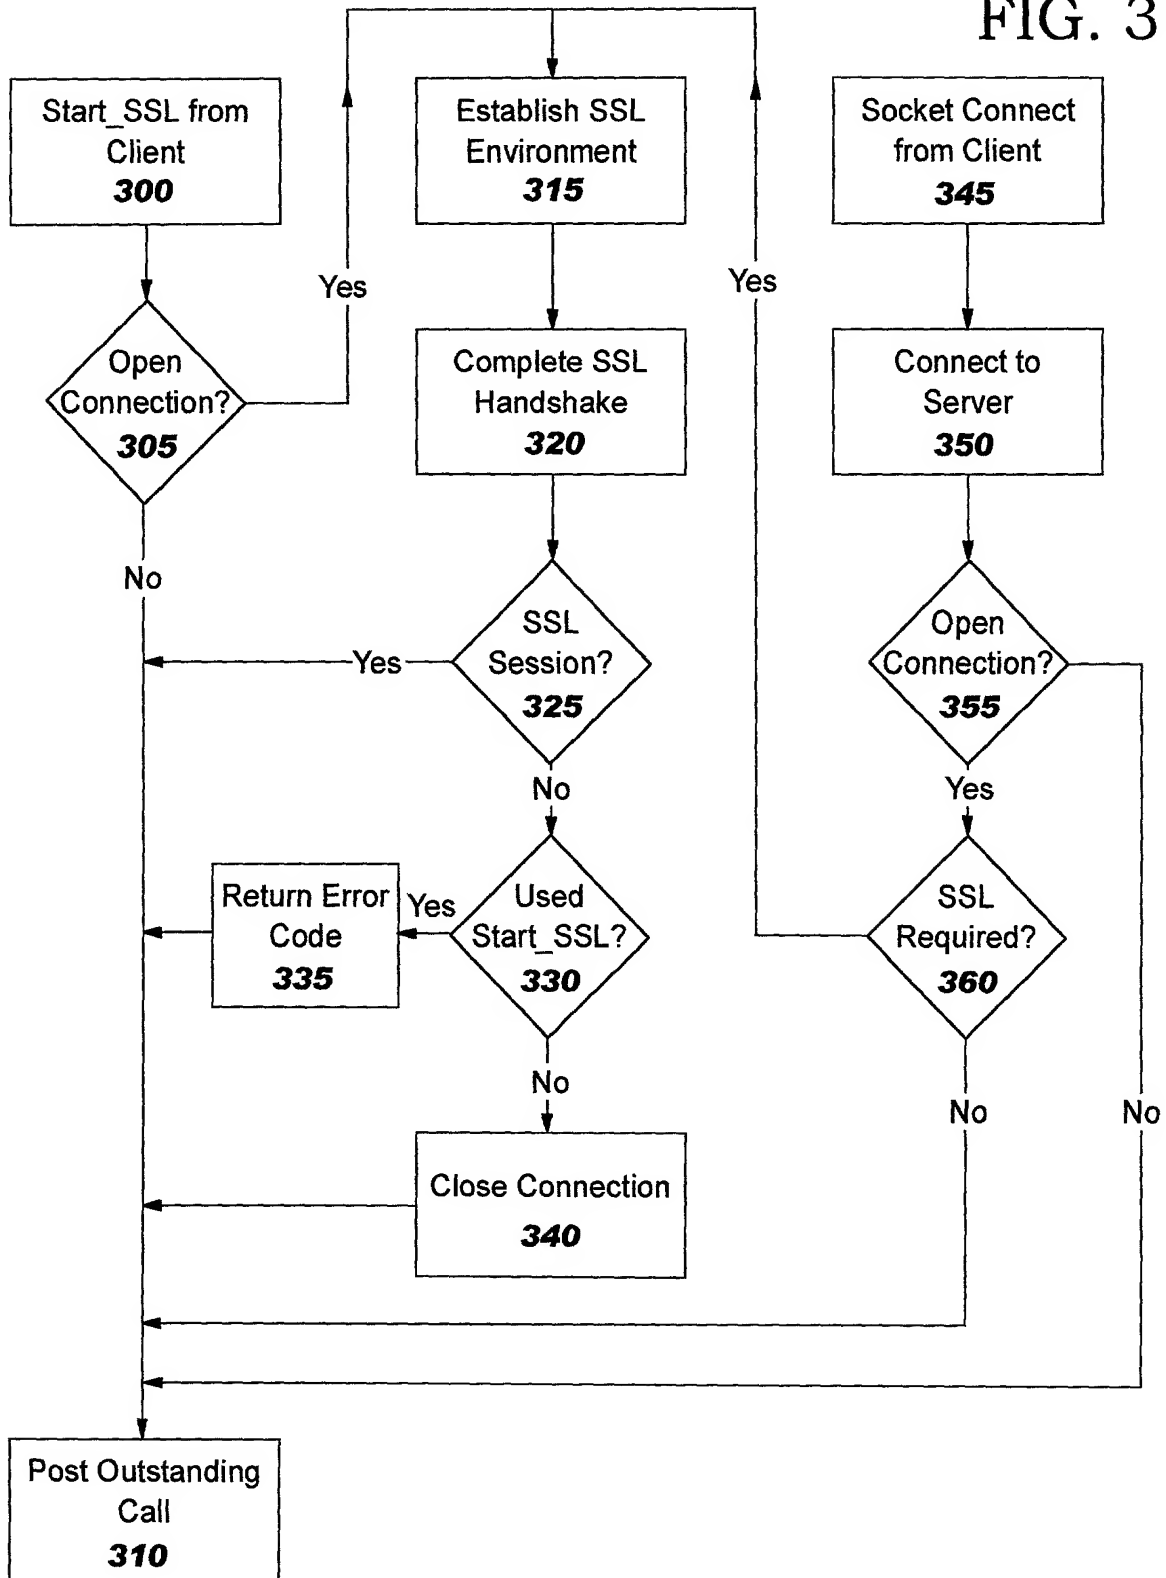 FIG. 3
Start_SSL from
Client
300
Establish SSL
Environment
315
Socket Connect
from Client
345
Yes
Yes
Open
Connection?
305
Complete SSL
Handshake
320
Connect to
Server
350
No
SSL
Session?
325
Yes
Open
Connection?
355
No
Yes
Return Error
Code
335
Yes
Used
Start_SSL?
330
SSL
Required?
360
No
No
No
Close Connection
340
Post Outstanding
Call
310